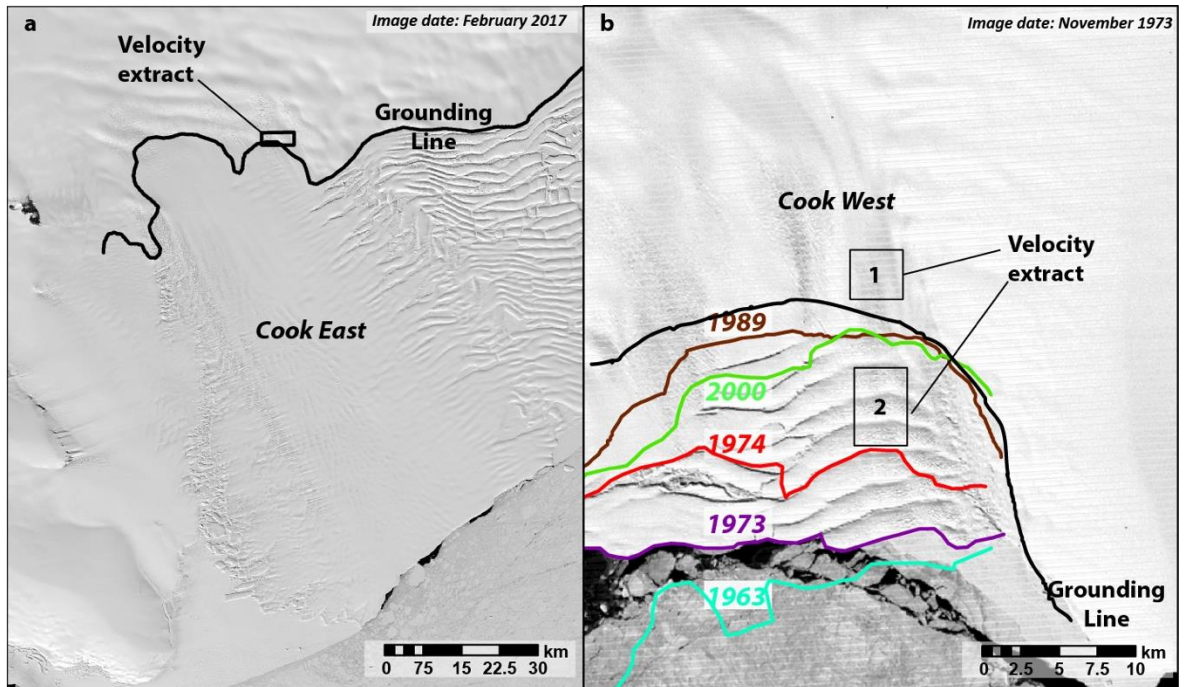 a
Image date: February 2017
Velocity
extract
Grounding
Line
Cook East
km
0 75 15 22.5 30
b
Image date: November 1973
Cook West
Velocity
extract
1
1989
2000
2
1974
1973
1963
Grounding
Line
km
0 2.5 5 7.5 10